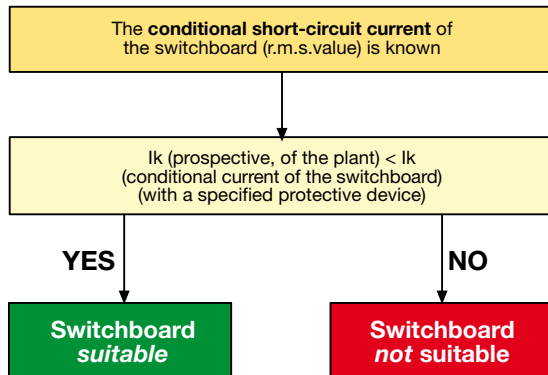 The conditional short-circuit current of
the switchboard (r.m.s.value) is known
Ik (prospective, of the plant) < Ik
(conditional current of the switchboard)
(with a specified protective device)
YES
NO
Switchboard
suitable
Switchboard
not suitable